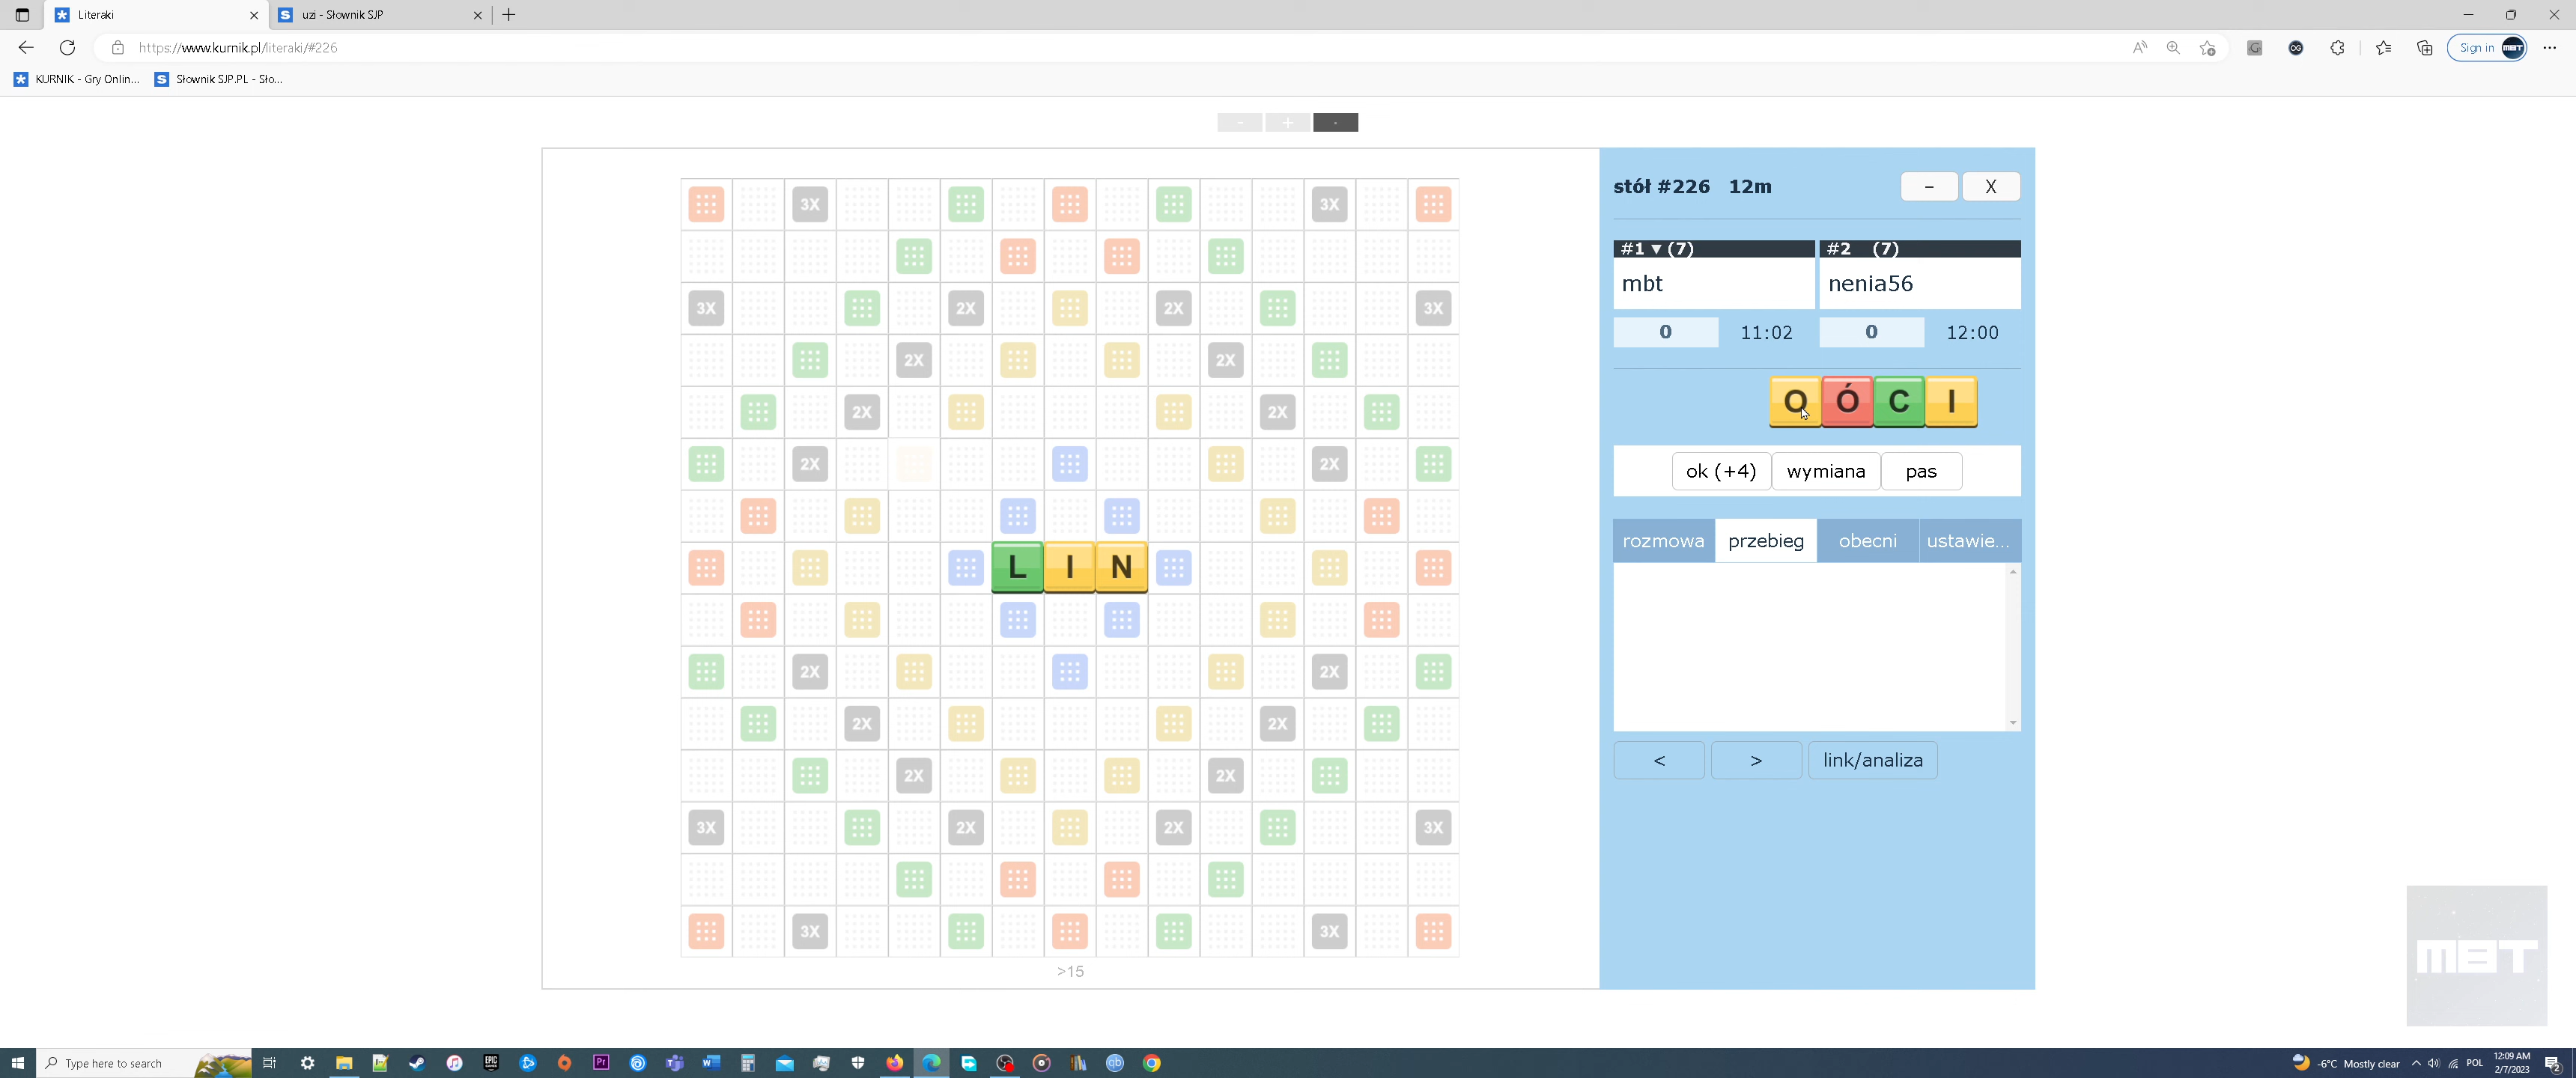 Literaki
uzi - Słownik SJP
https://www.kurnik.pl/literaki/#226
Sign in
KURNIK - Gry Onlin...
Słownik SJP.PL - Sło...
- + ·
stół #226 12m
- X
#1 ▼ (7)
#2 (7)
mbt
nenia56
0 11:02
0 12:00
O Ó C I
ok (+4)
wymiana
pas
rozmowa
przebieg
obecni
ustawie...
< >
link/analiza
3X 3X
3X 2X 2X 3X
2X 2X
2X 2X
2X 2X
L I N
2X 2X
2X 2X
2X 2X
3X 2X 2X 3X
3X 3X
>15
MBT
Type here to search
-6°C Mostly clear
POL
12:09 AM
2/7/2023
2